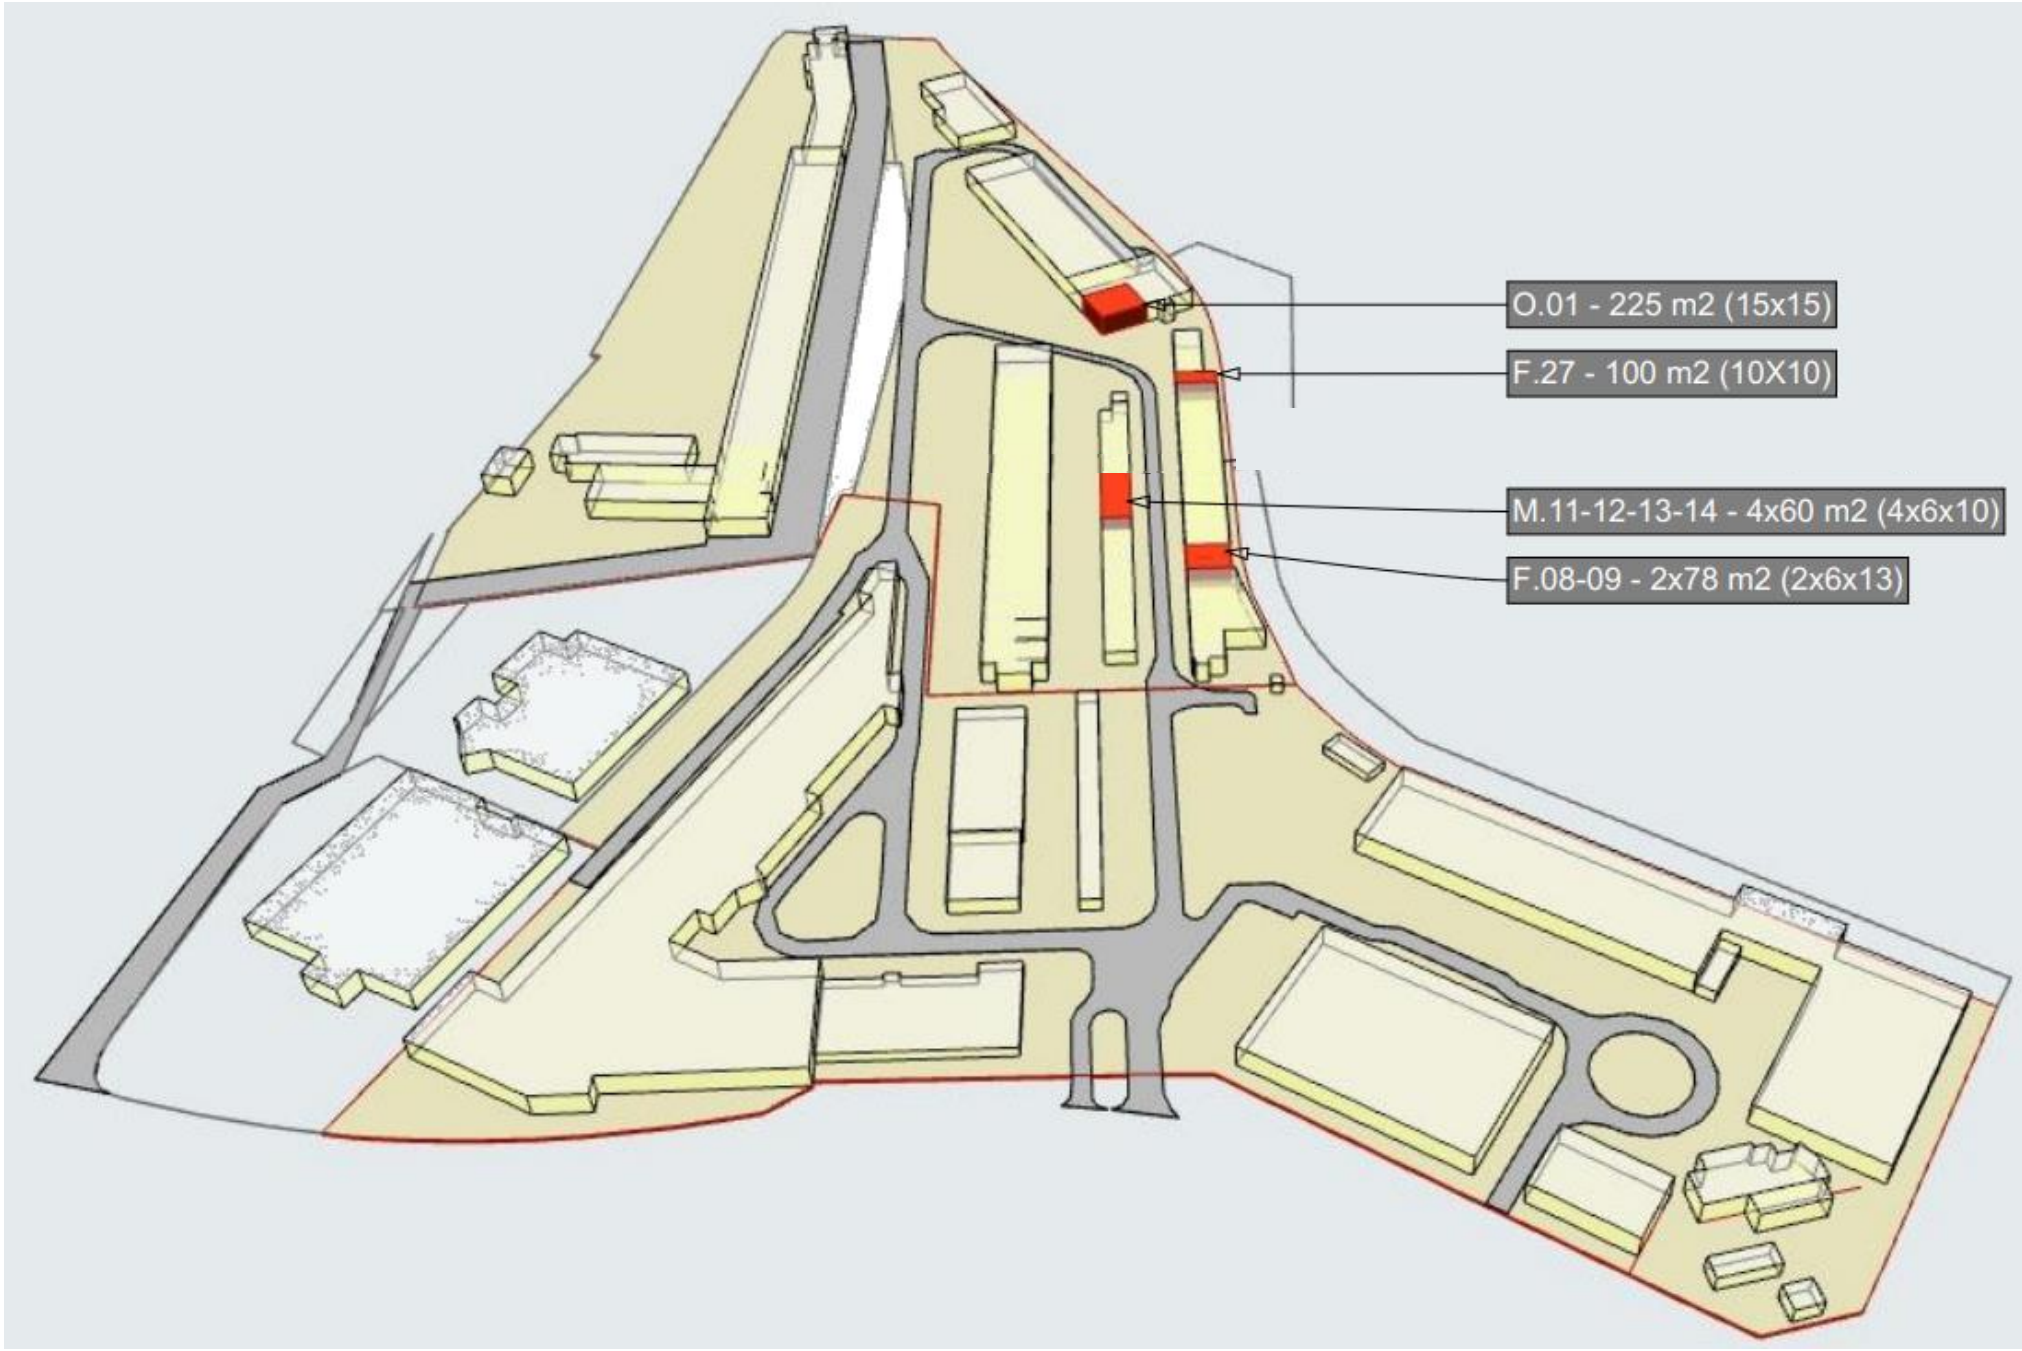 O.01 - 225 m2 (15x15)
F.27 - 100 m2 (10X10)
M.11-12-13-14 - 4x60 m2 (4x6x10)
F.08-09 - 2x78 m2 (2x6x13)